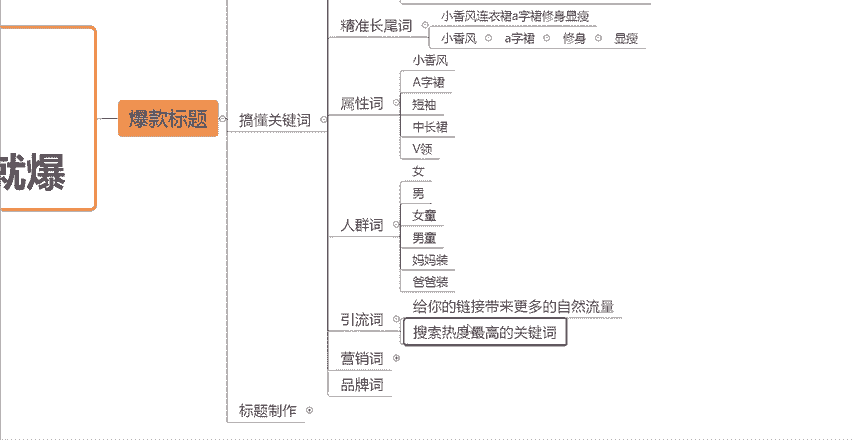 小香风连衣裙a字裙修身显瘦
精准长尾词
小香风 a字裙 修身 显瘦
小香风
A字裙
属性词
短袖
中长裙
V领
爆款标题
搞懂关键词
就爆
女
男
女童
人群词
男童
妈妈装
爸爸装
给你的链接带来更多的自然流量
引流词
搜索热度最高的关键词
营销词
品牌词
标题制作